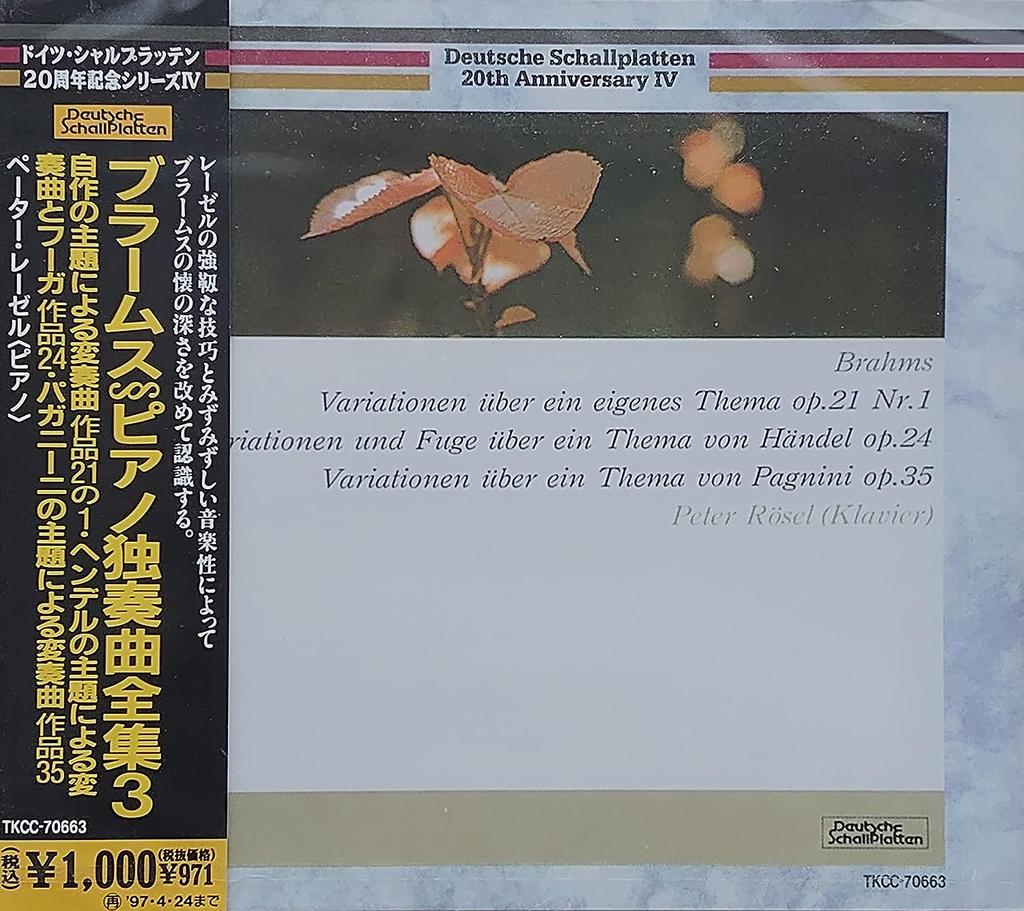 ドイツ・シャルプラッテン
20周年記念シリーズIV
Deutsche
SchallPlatten
レーゼルの強靱な技巧とみずみずしい音楽性によって
ブラームスの懐の深さを改めて認識する。
ブラームス§ピアノ独奏曲全集3
自作の主題による変奏曲 作品21の1・ヘンデルの主題による変
奏曲とフーガ 作品24・パガニーニの主題による変奏曲 作品35
ペーター・レーゼル〈ピアノ〉
TKCC-70663
(税込)¥1,000(税抜価格)¥971
再'97・4・24まで
Deutsche Schallplatten
20th Anniversary IV
Brahms
Variationen über ein eigenes Thema op.21 Nr.1
riationen und Fuge über ein Thema von Händel op.24
Variationen über ein Thema von Pagnini op.35
Peter Rösel (Klavier)
Deutsche
SchallPlatten
TKCC-70663